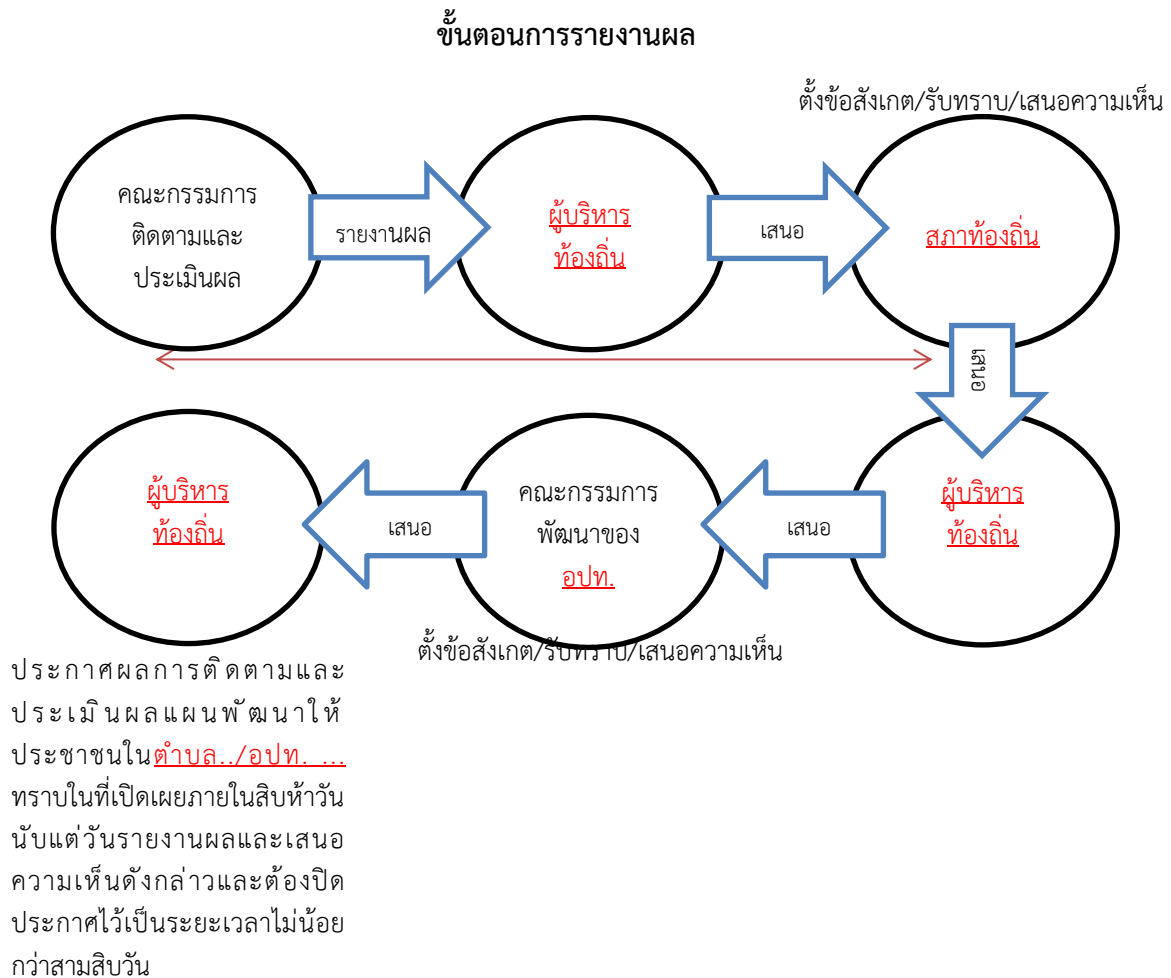 ขั้นตอนการรายงานผล
ตั้งข้อสังเกต/รับทราบ/เสนอความเห็น
คณะกรรมการ
ติดตามและ
ประเมินผล
รายงานผล
ผู้บริหาร
ท้องถิ่น
เสนอ
สภาท้องถิ่น
เสนอ
ผู้บริหาร
ท้องถิ่น
เสนอ
คณะกรรมการ
พัฒนาของ
อปท.
ตั้งข้อสังเกต/รับทราบ/เสนอความเห็น
เสนอ
ผู้บริหาร
ท้องถิ่น
ประกาศผลการติดตามและ
ประเมินผลแผนพัฒนาให้
ประชาชนในตำบล../อปท. ...
ทราบในที่เปิดเผยภายในสิบห้าวัน
นับแต่วันรายงานผลและเสนอ
ความเห็นดังกล่าวและต้องปิด
ประกาศไว้เป็นระยะเวลาไม่น้อย
กว่าสามสิบวัน